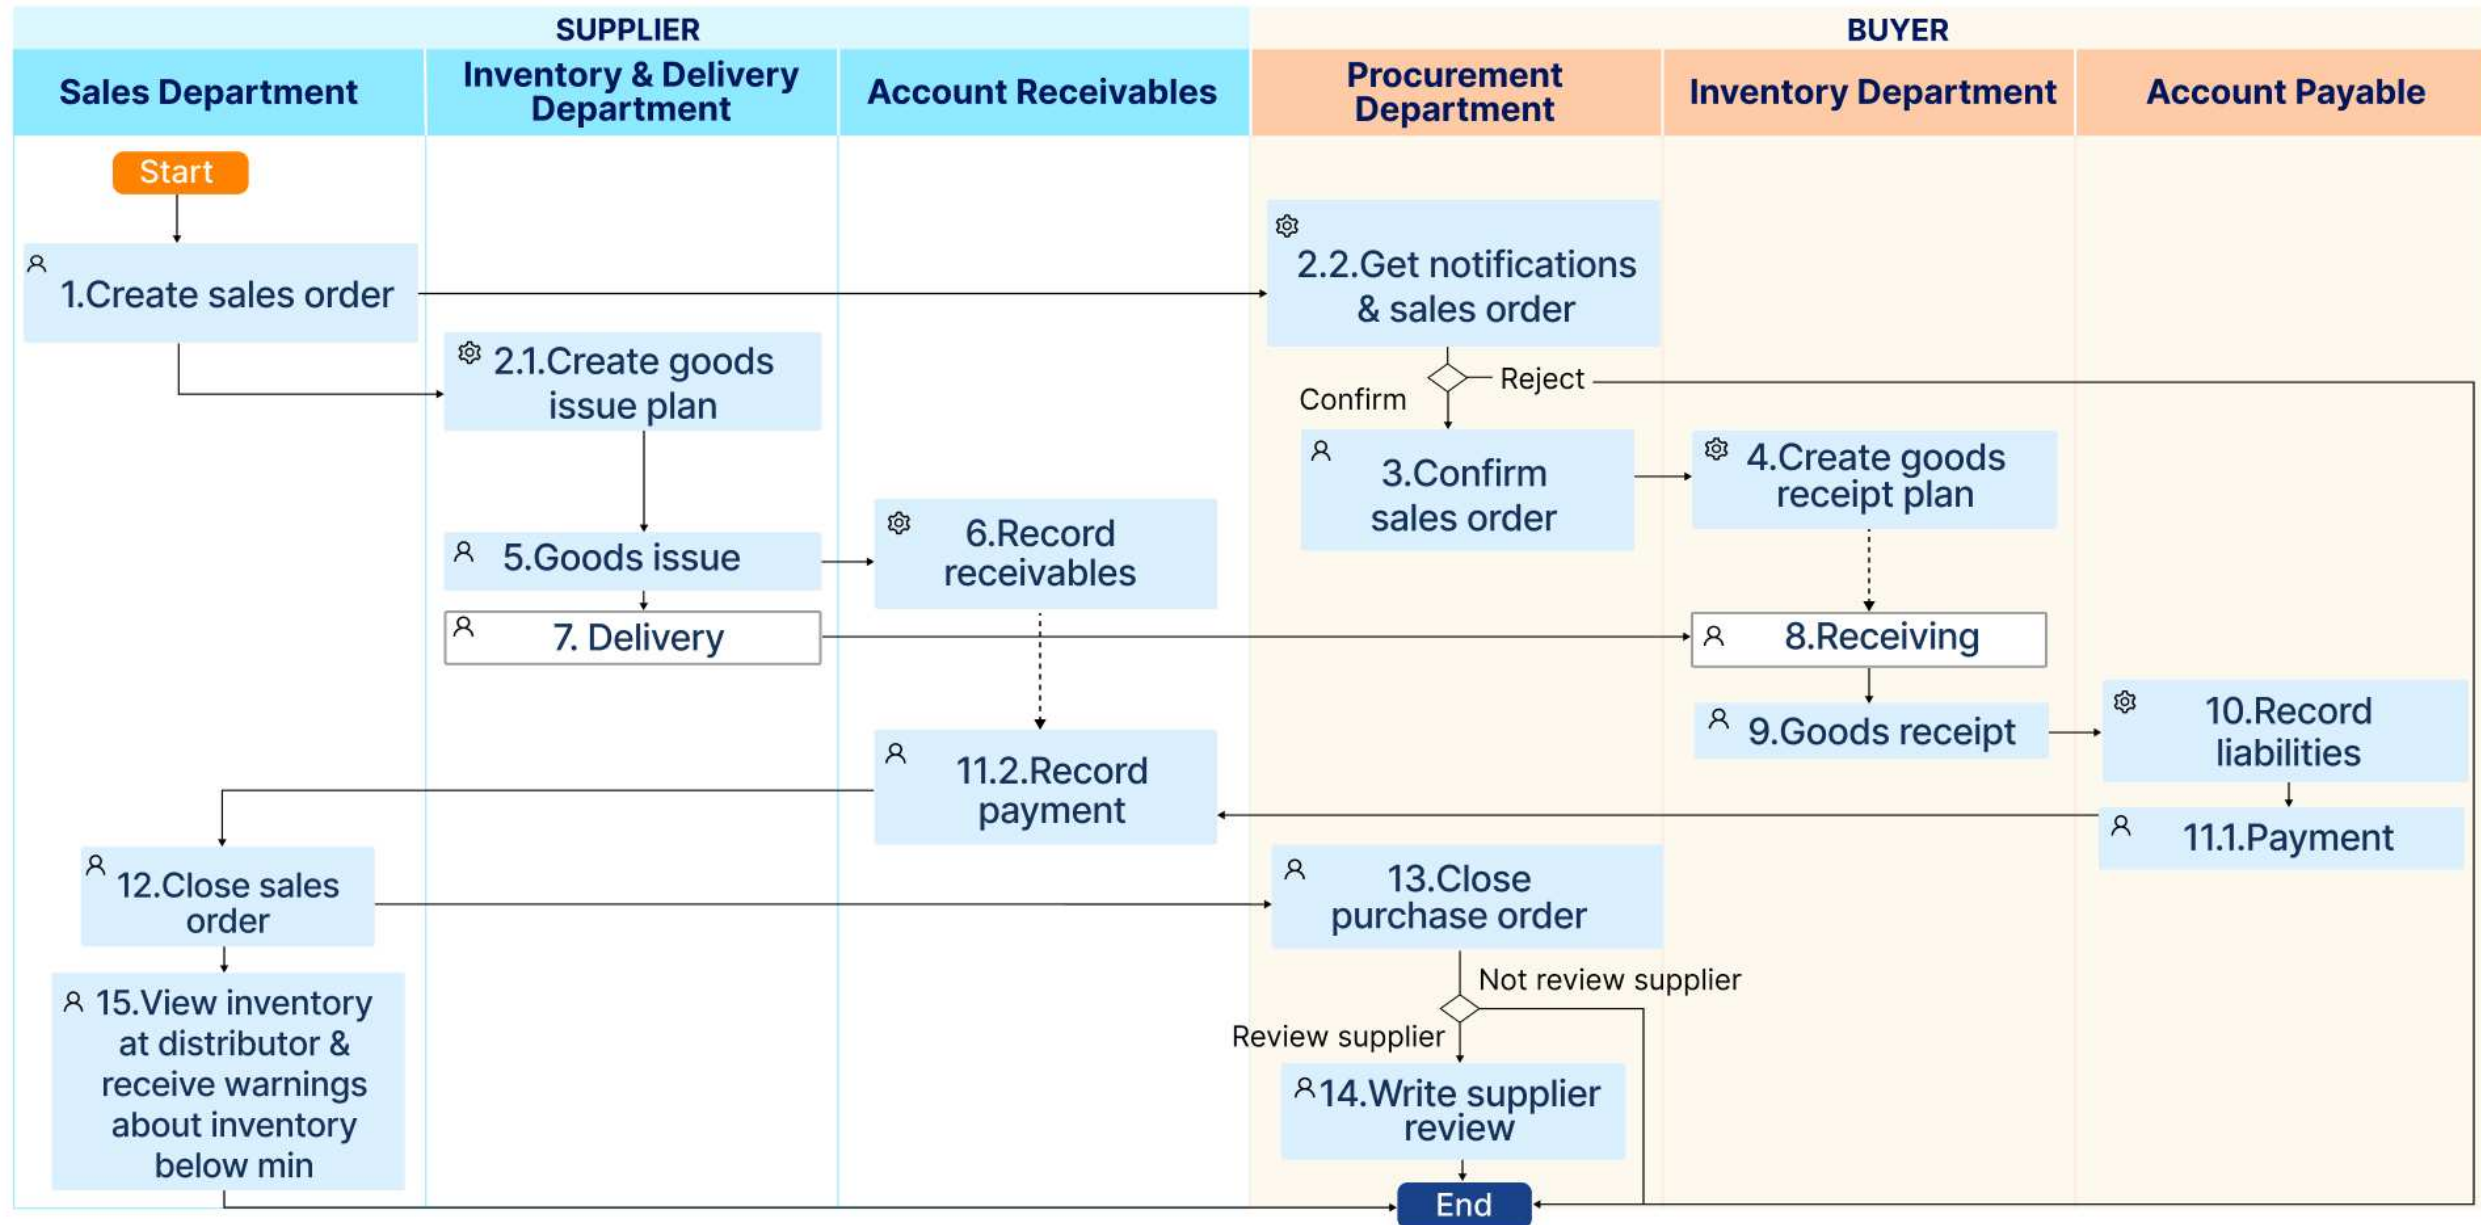 SUPPLIER
BUYER
Sales Department
Inventory & Delivery
Department
Account Receivables
Procurement
Department
Inventory Department
Account Payable
Start
1.Create sales order
2.2.Get notifications
& sales order
2.1.Create goods
issue plan
Reject
Confirm
3.Confirm
sales order
4.Create goods
receipt plan
5.Goods issue
6.Record
receivables
7. Delivery
8.Receiving
9.Goods receipt
10.Record
liabilities
11.2.Record
payment
11.1.Payment
12.Close sales
order
13.Close
purchase order
Not review supplier
Review supplier
15.View inventory
at distributor &
receive warnings
about inventory
below min
14.Write supplier
review
End